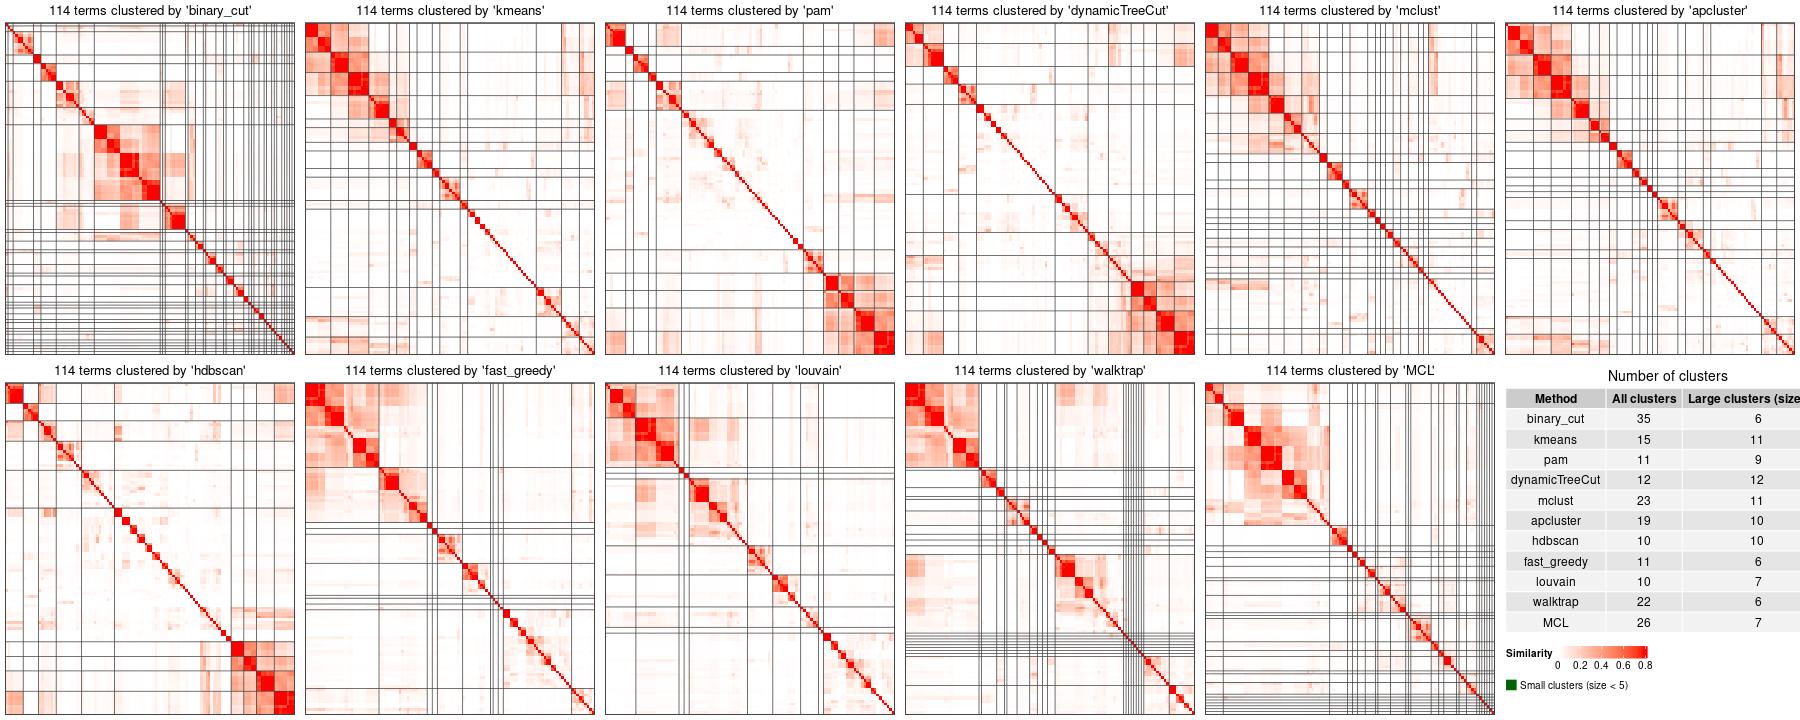 114 terms clustered by 'binary_cut'
114 terms clustered by 'kmeans'
114 terms clustered by 'pam'
114 terms clustered by 'dynamicTreeCut'
114 terms clustered by 'mclust'
114 terms clustered by 'apcluster'
114 terms clustered by 'hdbscan'
114 terms clustered by 'fast_greedy'
114 terms clustered by 'louvain'
114 terms clustered by 'walktrap'
114 terms clustered by 'MCL'
Number of clusters
Method All clusters Large clusters (size
binary_cut 35 6
kmeans 15 11
pam 11 9
dynamicTreeCut 12 12
mclust 23 11
apcluster 19 10
hdbscan 10 10
fast_greedy 11 6
louvain 10 7
walktrap 22 6
MCL 26 7
Similarity
0 0.2 0.4 0.6 0.8
Small clusters (size < 5)